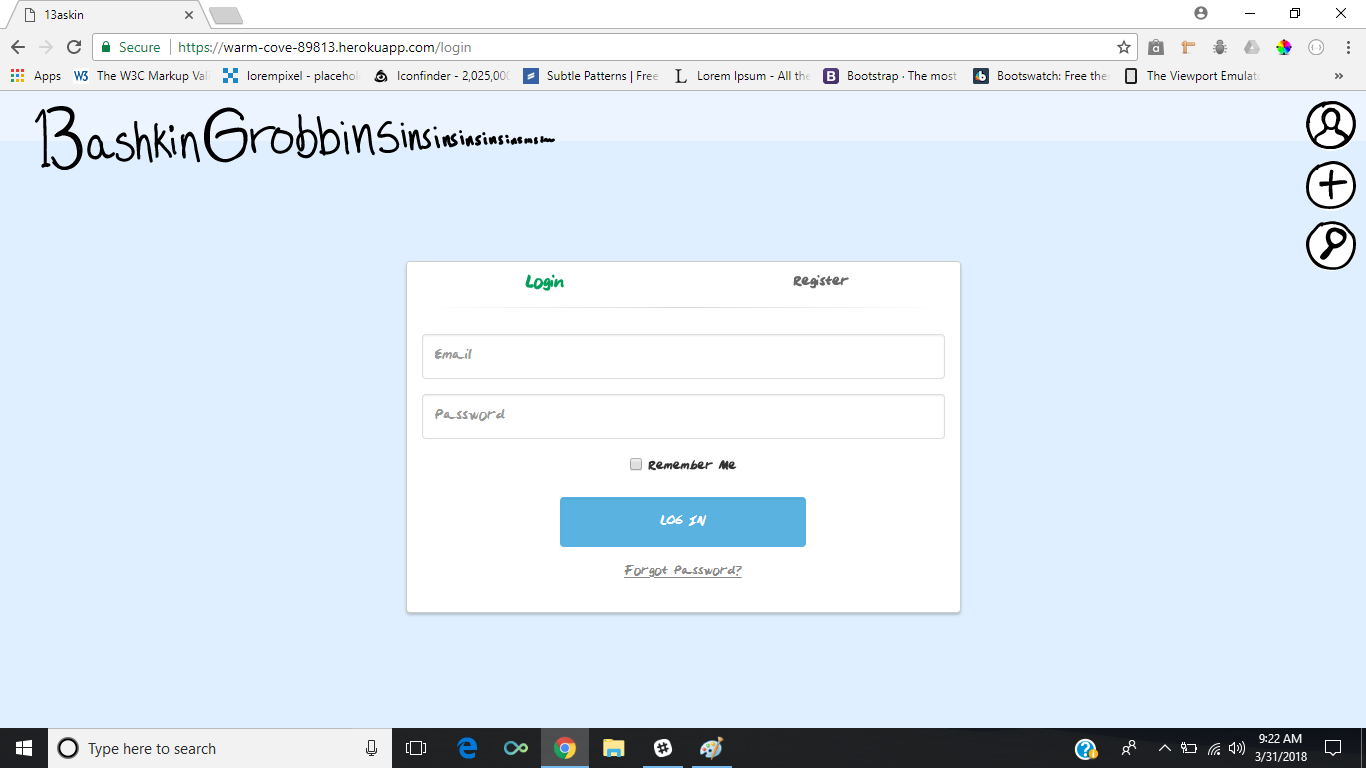 13askin
Secure https://warm-cove-89813.herokuapp.com/login
Apps The W3C Markup Vali lorempixel - placehol Iconfinder - 2,025,00 Subtle Patterns | Free Lorem Ipsum - All the Bootstrap · The most Bootswatch: Free the The Viewport Emulat
13ashkinGrobbinsinsinsinsinsinsinsin
Login Register
Email
Password
Remember Me
LOG IN
Forgot Password?
Type here to search
9:22 AM
3/31/2018